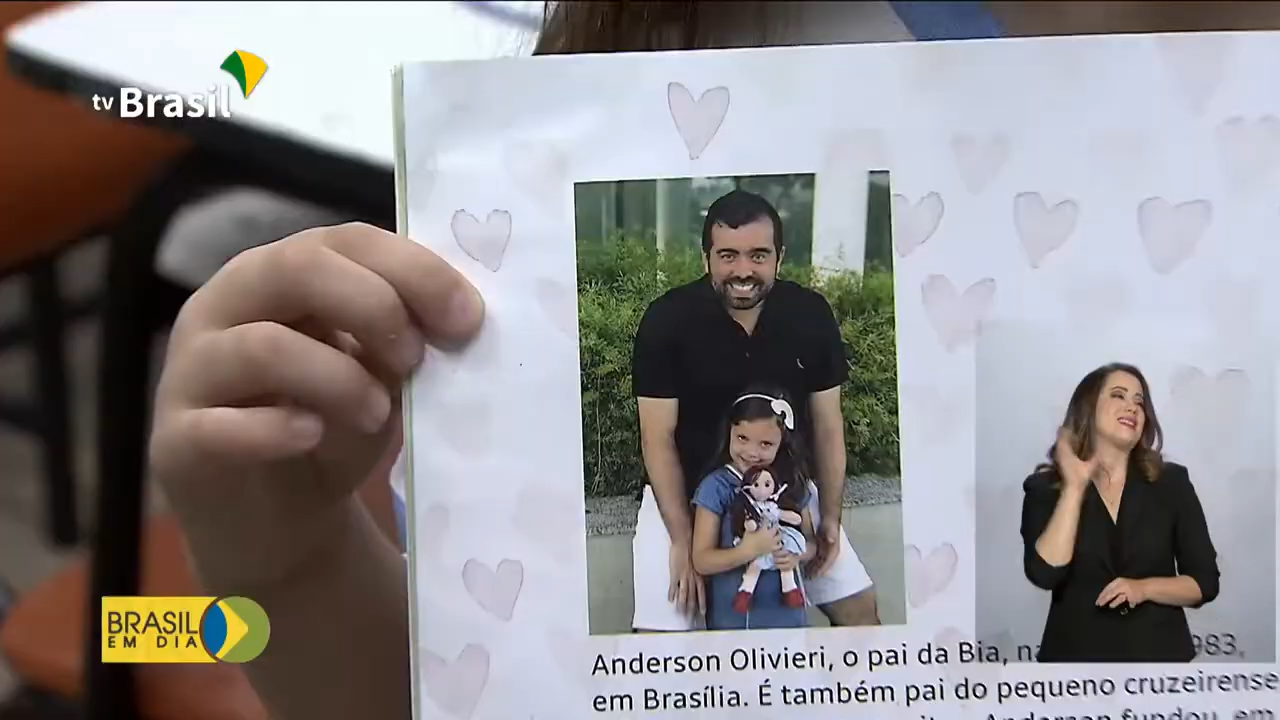 tv Brasil
BRASIL
EM DIA
Anderson Olivieri, o pai da Bia, 983,
em Brasília. É também pai do pequeno cruzeirense
Anderson fundou, em